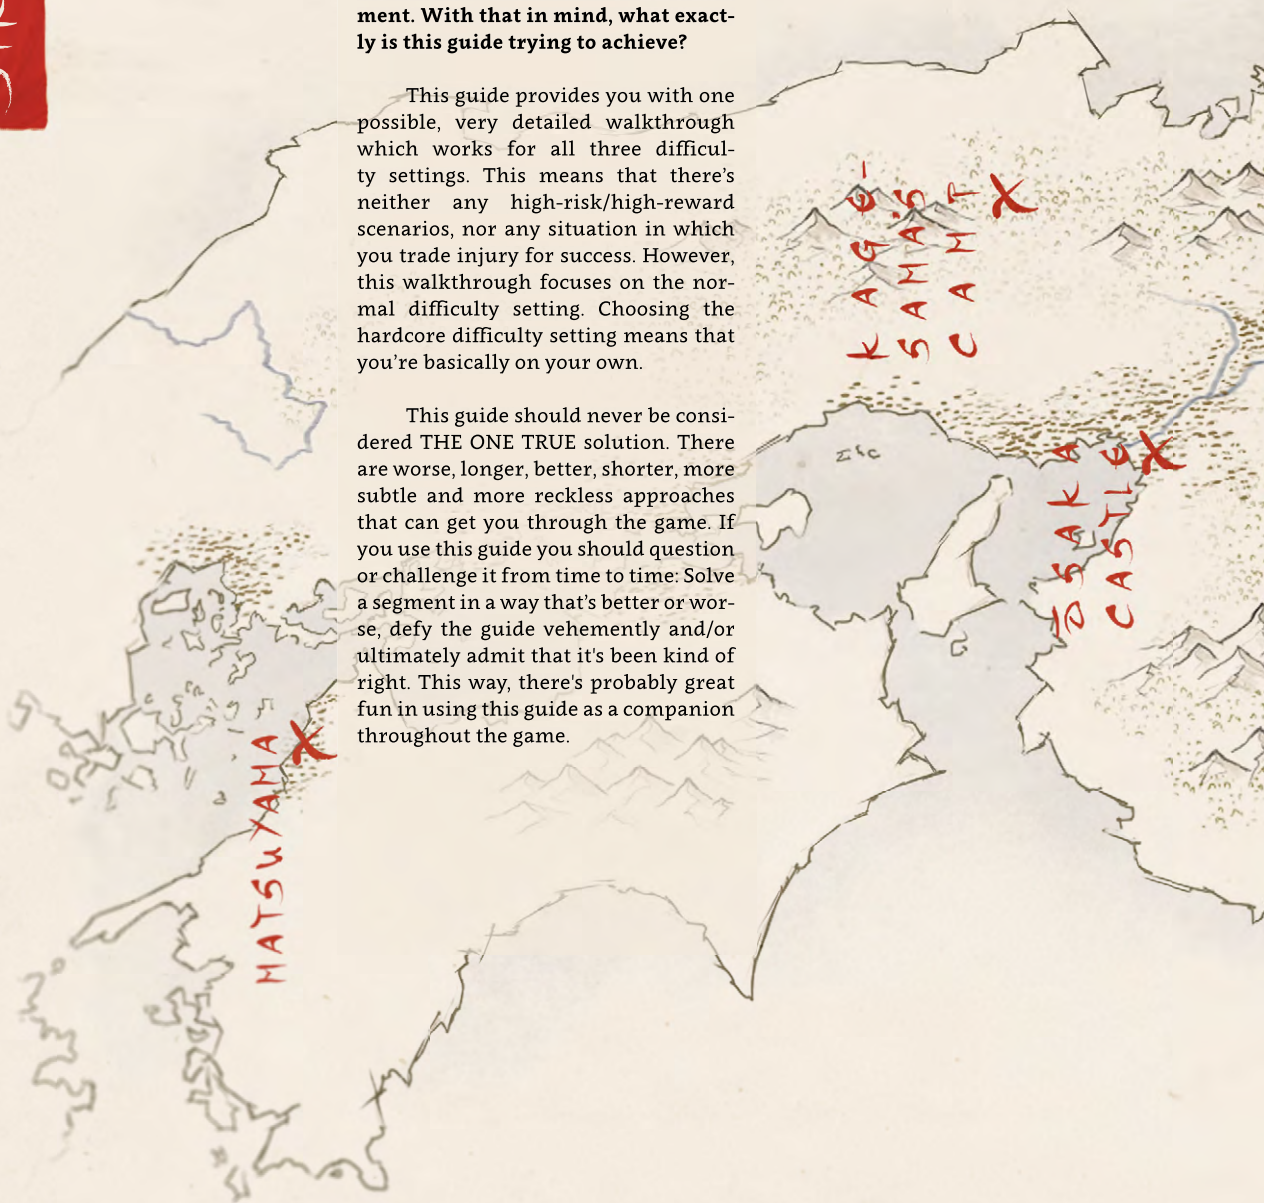 ment. With that in mind, what exact-
ly is this guide trying to achieve?
This guide provides you with one
possible, very detailed walkthrough
which works for all three difficul-
ty settings. This means that there's
neither any high-risk/high-reward
scenarios, nor any situation in which
you trade injury for success. However,
this walkthrough focuses on the nor-
mal difficulty setting. Choosing the
hardcore difficulty setting means that
you're basically on your own.
This guide should never be consi-
dered THE ONE TRUE solution. There
are worse, longer, better, shorter, more
subtle and more reckless approaches
that can get you through the game. If
you use this guide you should question
or challenge it from time to time: Solve
a segment in a way that's better or wor-
se, defy the guide vehemently and/or
ultimately admit that it's been kind of
right. This way, there's probably great
fun in using this guide as a companion
throughout the game.
KAGE-
SAMA'S
CAMT
ŌSAKA
CASTLE
MATSUYAMA